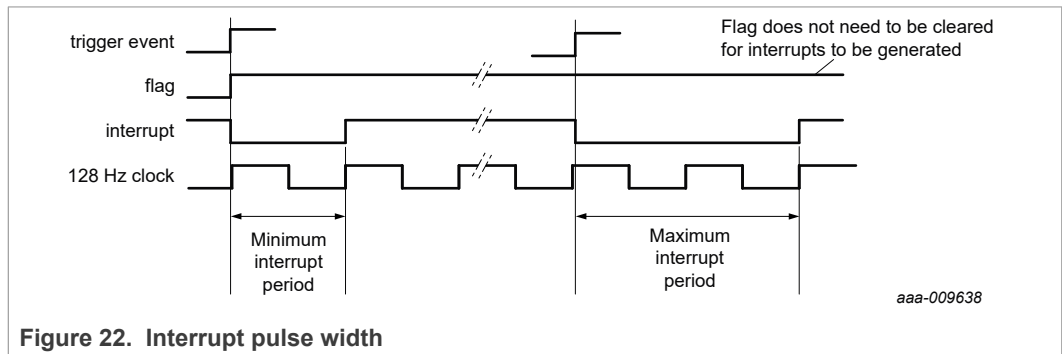 trigger event
Flag does not need to be cleared
for interrupts to be generated
flag
interrupt
128 Hz clock
Minimum
interrupt
period
Maximum
interrupt
period
aaa-009638
Figure 22. Interrupt pulse width